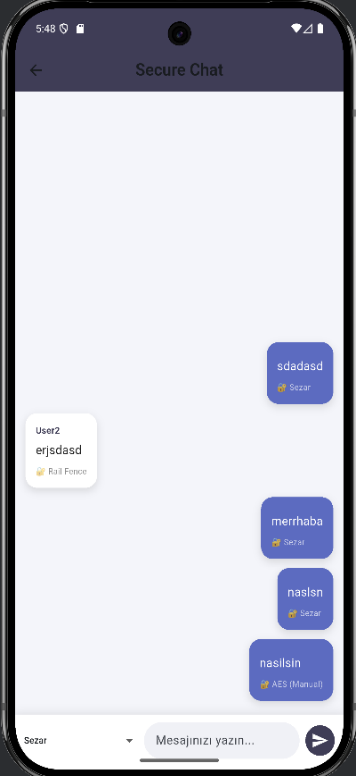 5:48
Secure Chat
sdadasd
🔐 Sezar
User2
erjsdasd
🔐 Rail Fence
merrhaba
🔐 Sezar
naslsn
🔐 Sezar
nasilsin
🔐 AES (Manual)
Sezar
Mesajınızı yazın...